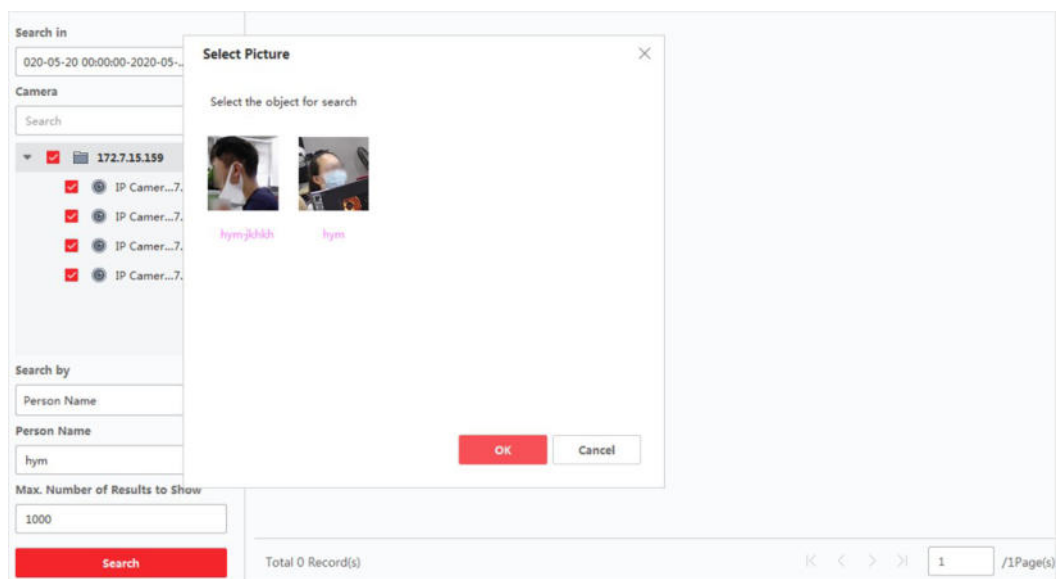 Search in
020-05-20 00:00:00-2020-05-...
Camera
Search
172.7.15.159
IP Camer...7.
IP Camer...7.
IP Camer...7.
IP Camer...7.
Search by
Person Name
Person Name
hym
Max. Number of Results to Show
1000
Search
Select Picture
Select the object for search
hym-jkhkh
hym
OK
Cancel
Total 0 Record(s)
1
/1Page(s)